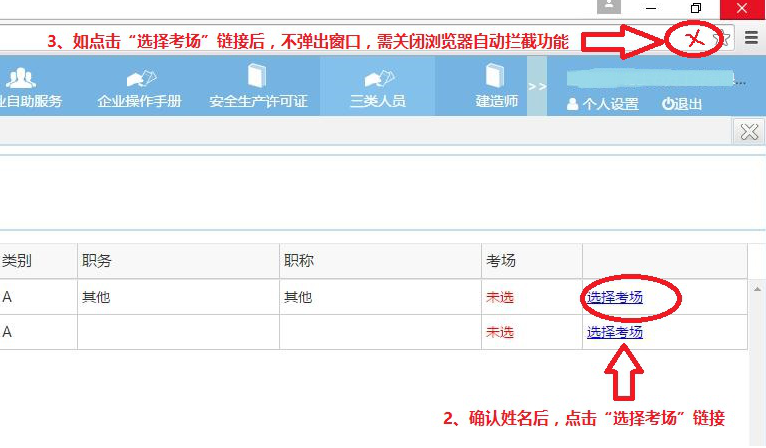 3、如点击“选择考场”链接后，不弹出窗口，需关闭浏览器自动拦截功能
业自助服务 企业操作手册 安全生产许可证 三类人员 建造师 >> 个人设置 退出
类别 职务 职称 考场
A 其他 其他 未选 选择考场
A 未选 选择考场
2、确认姓名后，点击“选择考场”链接